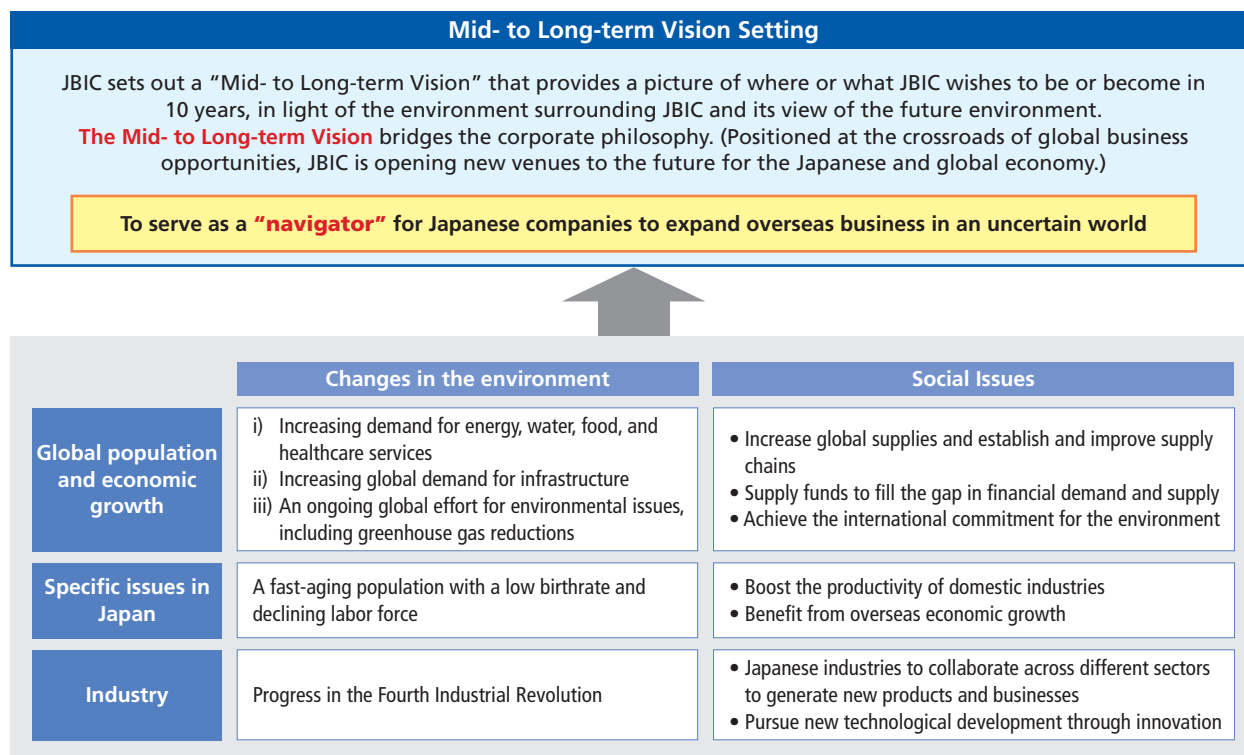 Mid- to Long-term Vision Setting
JBIC sets out a “Mid- to Long-term Vision” that provides a picture of where or what JBIC wishes to be or become in
10 years, in light of the environment surrounding JBIC and its view of the future environment.
The Mid- to Long-term Vision bridges the corporate philosophy. (Positioned at the crossroads of global business
opportunities, JBIC is opening new venues to the future for the Japanese and global economy.)
To serve as a “navigator” for Japanese companies to expand overseas business in an uncertain world
Changes in the environment
Social Issues
Global population
and economic
growth
i) Increasing demand for energy, water, food, and
healthcare services
ii) Increasing global demand for infrastructure
iii) An ongoing global effort for environmental issues,
including greenhouse gas reductions
• Increase global supplies and establish and improve supply
chains
• Supply funds to fill the gap in financial demand and supply
• Achieve the international commitment for the environment
Specific issues in
Japan
A fast-aging population with a low birthrate and
declining labor force
• Boost the productivity of domestic industries
• Benefit from overseas economic growth
Industry
Progress in the Fourth Industrial Revolution
• Japanese industries to collaborate across different sectors
to generate new products and businesses
• Pursue new technological development through innovation